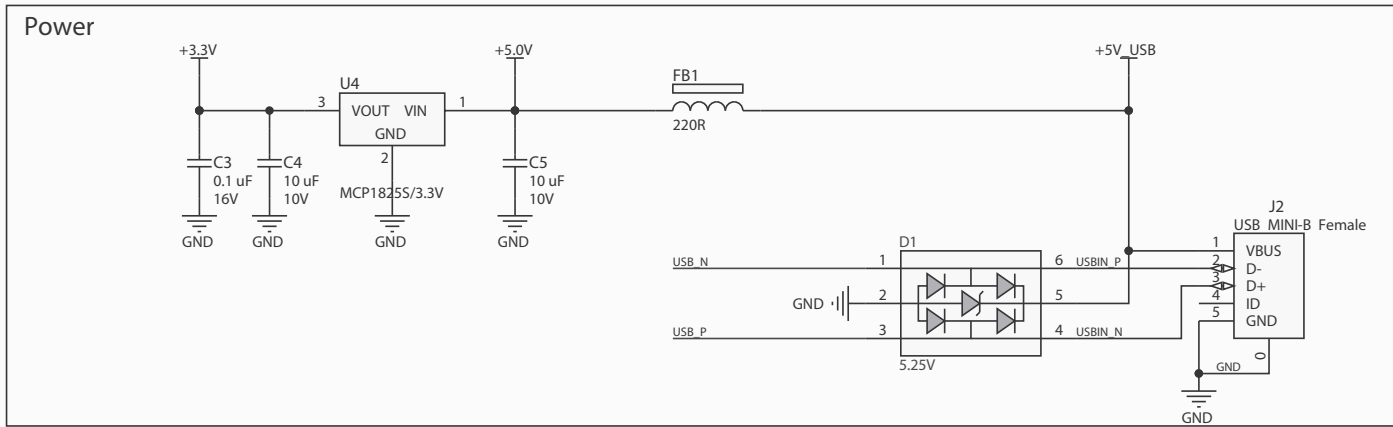 Power
+3.3V
+5.0V
+5V_USB
U4
3
VOUT VIN
1
GND
2
MCP1825S/3.3V
FB1
220R
C3
0.1 uF
16V
C4
10 uF
10V
C5
10 uF
10V
GND
GND
GND
GND
J2
USB_MINI-B_Female
D1
USB_N
1
6
USBIN_P
1
VBUS
2
D-
3
D+
4
ID
5
GND
GND
2
5
USB_P
3
4
USBIN_N
5.25V
GND
0
GND